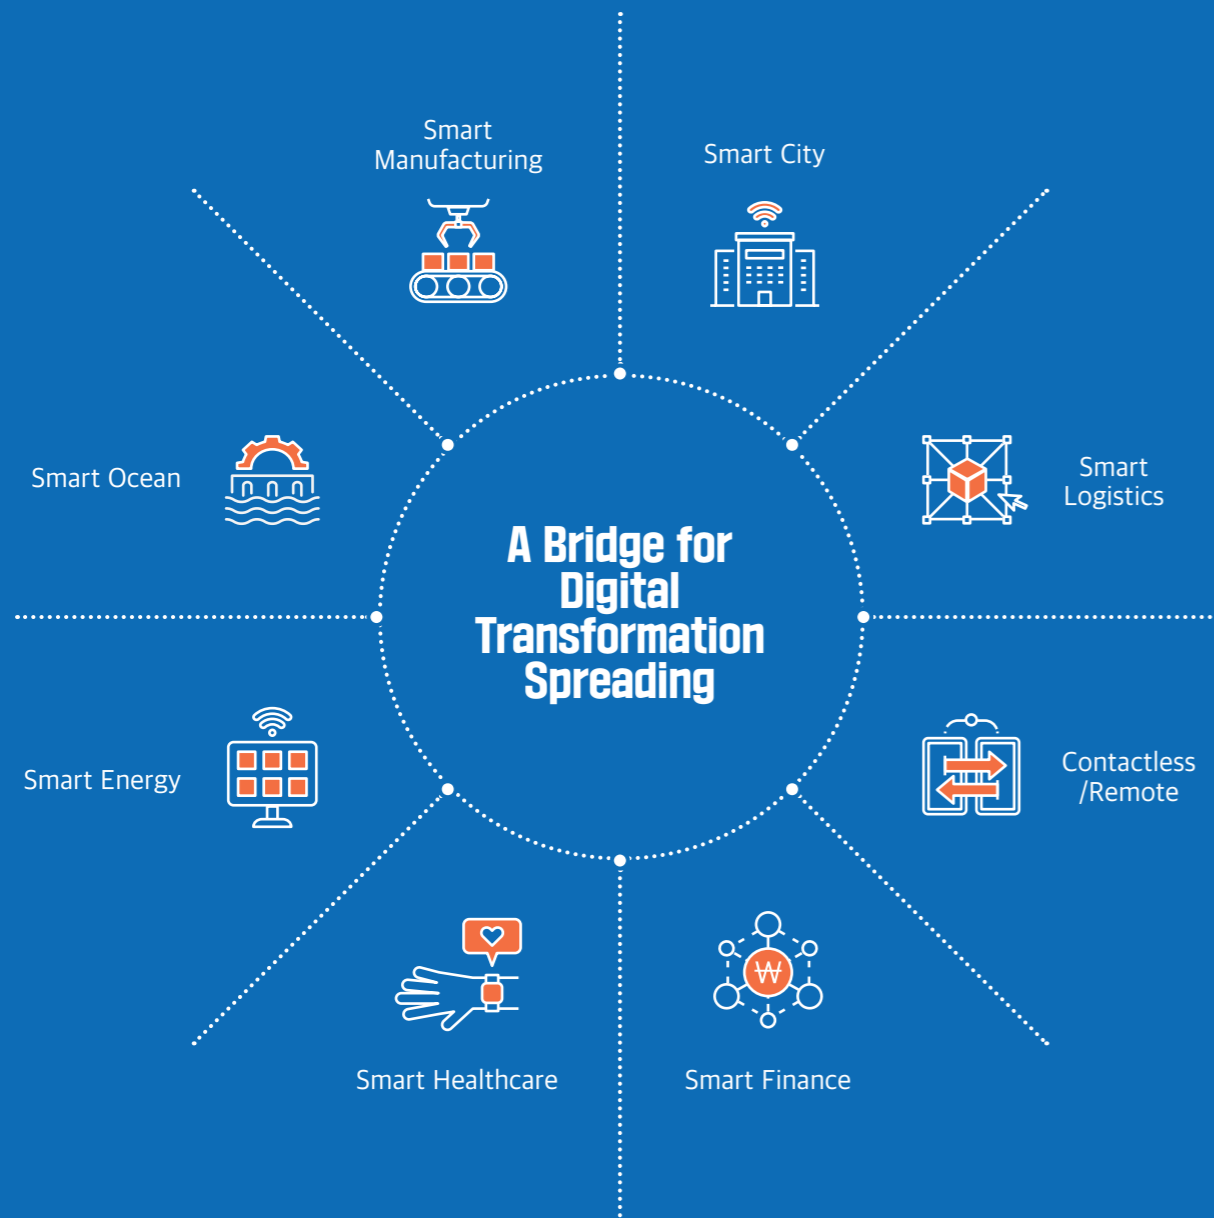 Smart
Manufacturing
Smart City
Smart Ocean
Smart
Logistics
A Bridge for
Digital
Transformation
Spreading
Smart Energy
Contactless
/Remote
₩
Smart Healthcare
Smart Finance